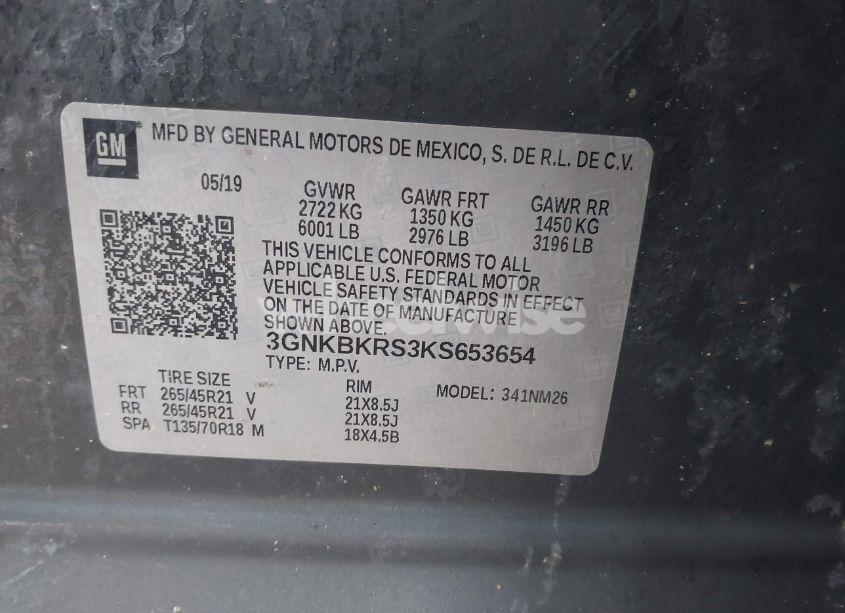 GM
MFD BY GENERAL MOTORS DE MEXICO, S. DE R.L. DE C.V.
05/19 GVWR GAWR FRT GAWR RR
2722 KG 1350 KG 1450 KG
6001 LB 2976 LB 3196 LB
THIS VEHICLE CONFORMS TO ALL
APPLICABLE U.S. FEDERAL MOTOR
VEHICLE SAFETY STANDARDS IN EFFECT
ON THE DATE OF MANUFACTURE
SHOWN ABOVE.
3GNKBKRS3KS653654
TYPE: M.P.V. MODEL: 341NM26
TIRE SIZE RIM
FRT 265/45R21 V 21X8.5J
RR 265/45R21 V 21X8.5J
SPA T135/70R18 M 18X4.5B